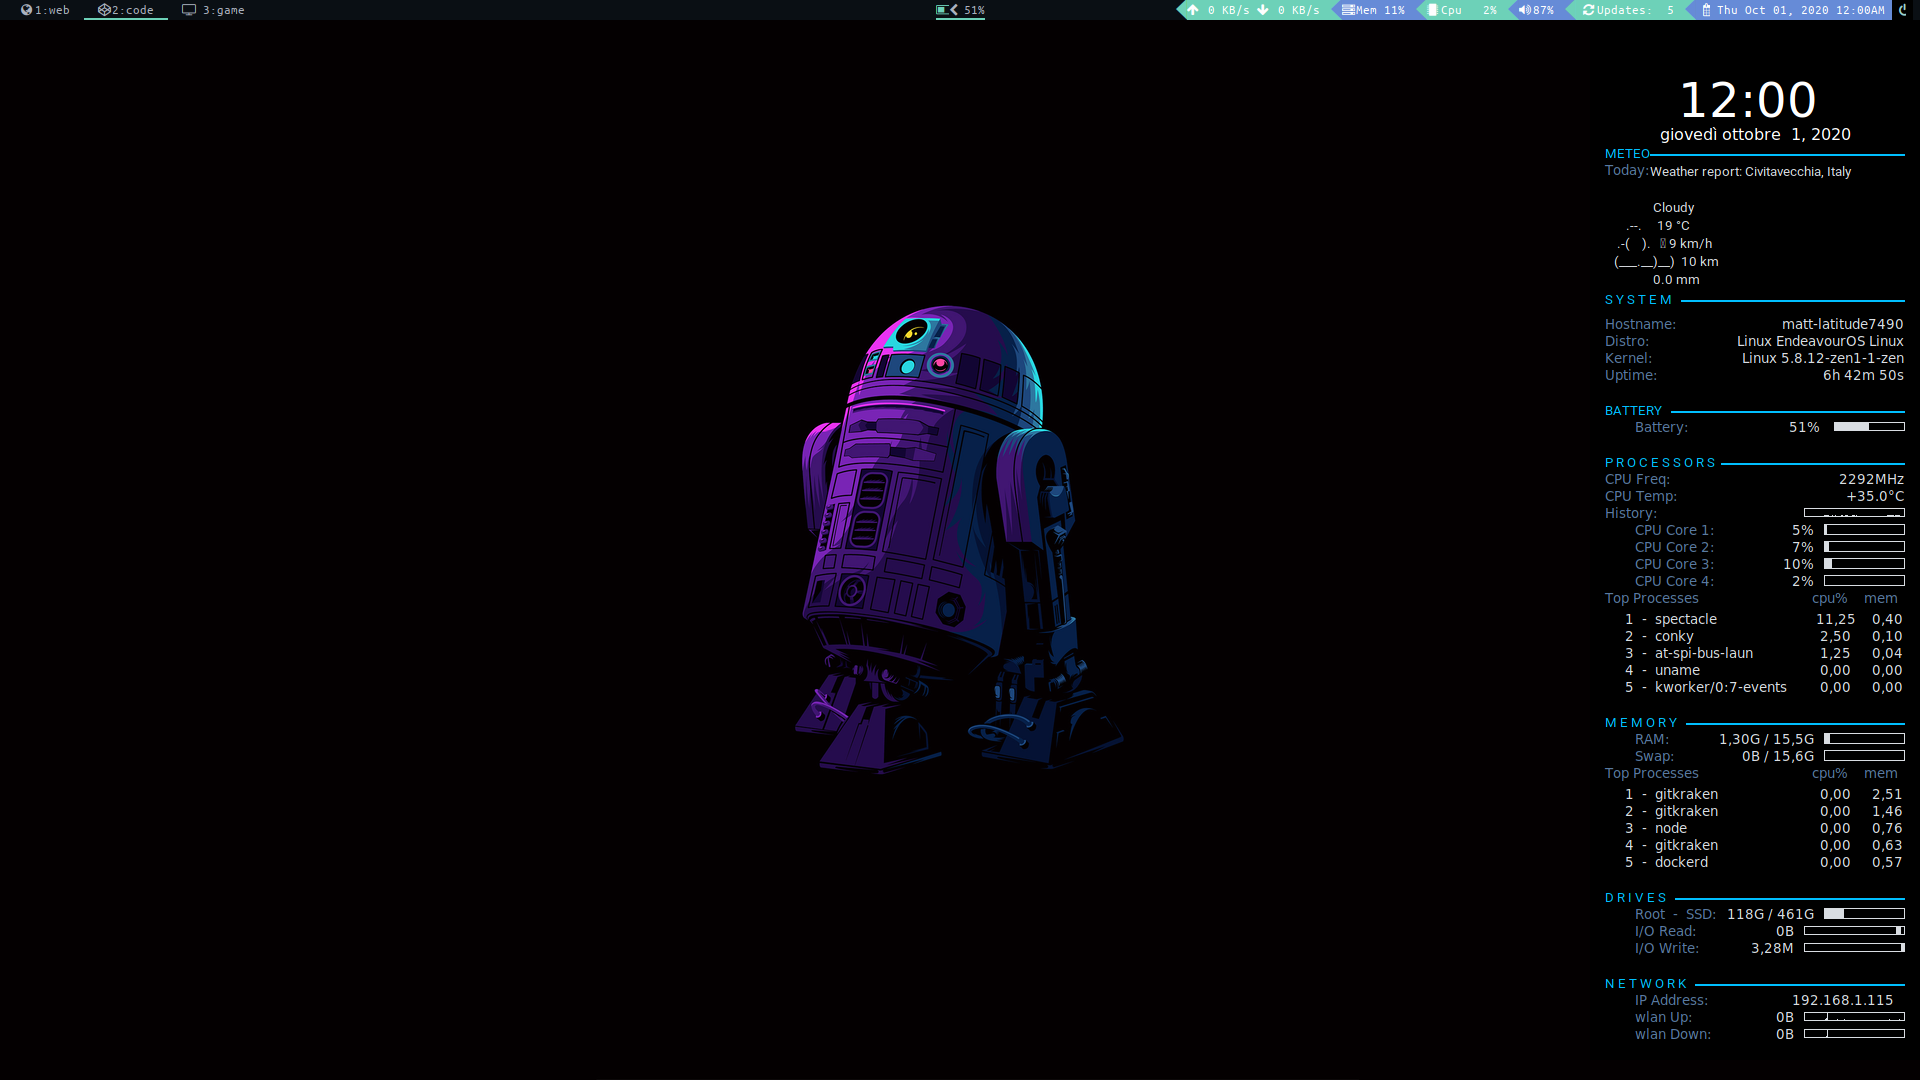 1:web 2:code 3:game 51% 0 KB/s 0 KB/s Mem 11% Cpu 2% 87% Updates: 5 Thu Oct 01, 2020 12:00AM
12:00
giovedì ottobre 1, 2020
METEO
Today: Weather report: Civitavecchia, Italy
Cloudy
.--. 19 °C
.-( ). 9 km/h
(___.__)__) 10 km
0.0 mm
SYSTEM
Hostname: matt-latitude7490
Distro: Linux EndeavourOS Linux
Kernel: Linux 5.8.12-zen1-1-zen
Uptime: 6h 42m 50s
BATTERY
Battery: 51%
PROCESSORS
CPU Freq: 2292MHz
CPU Temp: +35.0°C
History:
CPU Core 1: 5%
CPU Core 2: 7%
CPU Core 3: 10%
CPU Core 4: 2%
Top Processes cpu% mem
1 - spectacle 11,25 0,40
2 - conky 2,50 0,10
3 - at-spi-bus-laun 1,25 0,04
4 - uname 0,00 0,00
5 - kworker/0:7-events 0,00 0,00
MEMORY
RAM: 1,30G / 15,5G
Swap: 0B / 15,6G
Top Processes cpu% mem
1 - gitkraken 0,00 2,51
2 - gitkraken 0,00 1,46
3 - node 0,00 0,76
4 - gitkraken 0,00 0,63
5 - dockerd 0,00 0,57
DRIVES
Root - SSD: 118G / 461G
I/O Read: 0B
I/O Write: 3,28M
NETWORK
IP Address: 192.168.1.115
wlan Up: 0B
wlan Down: 0B